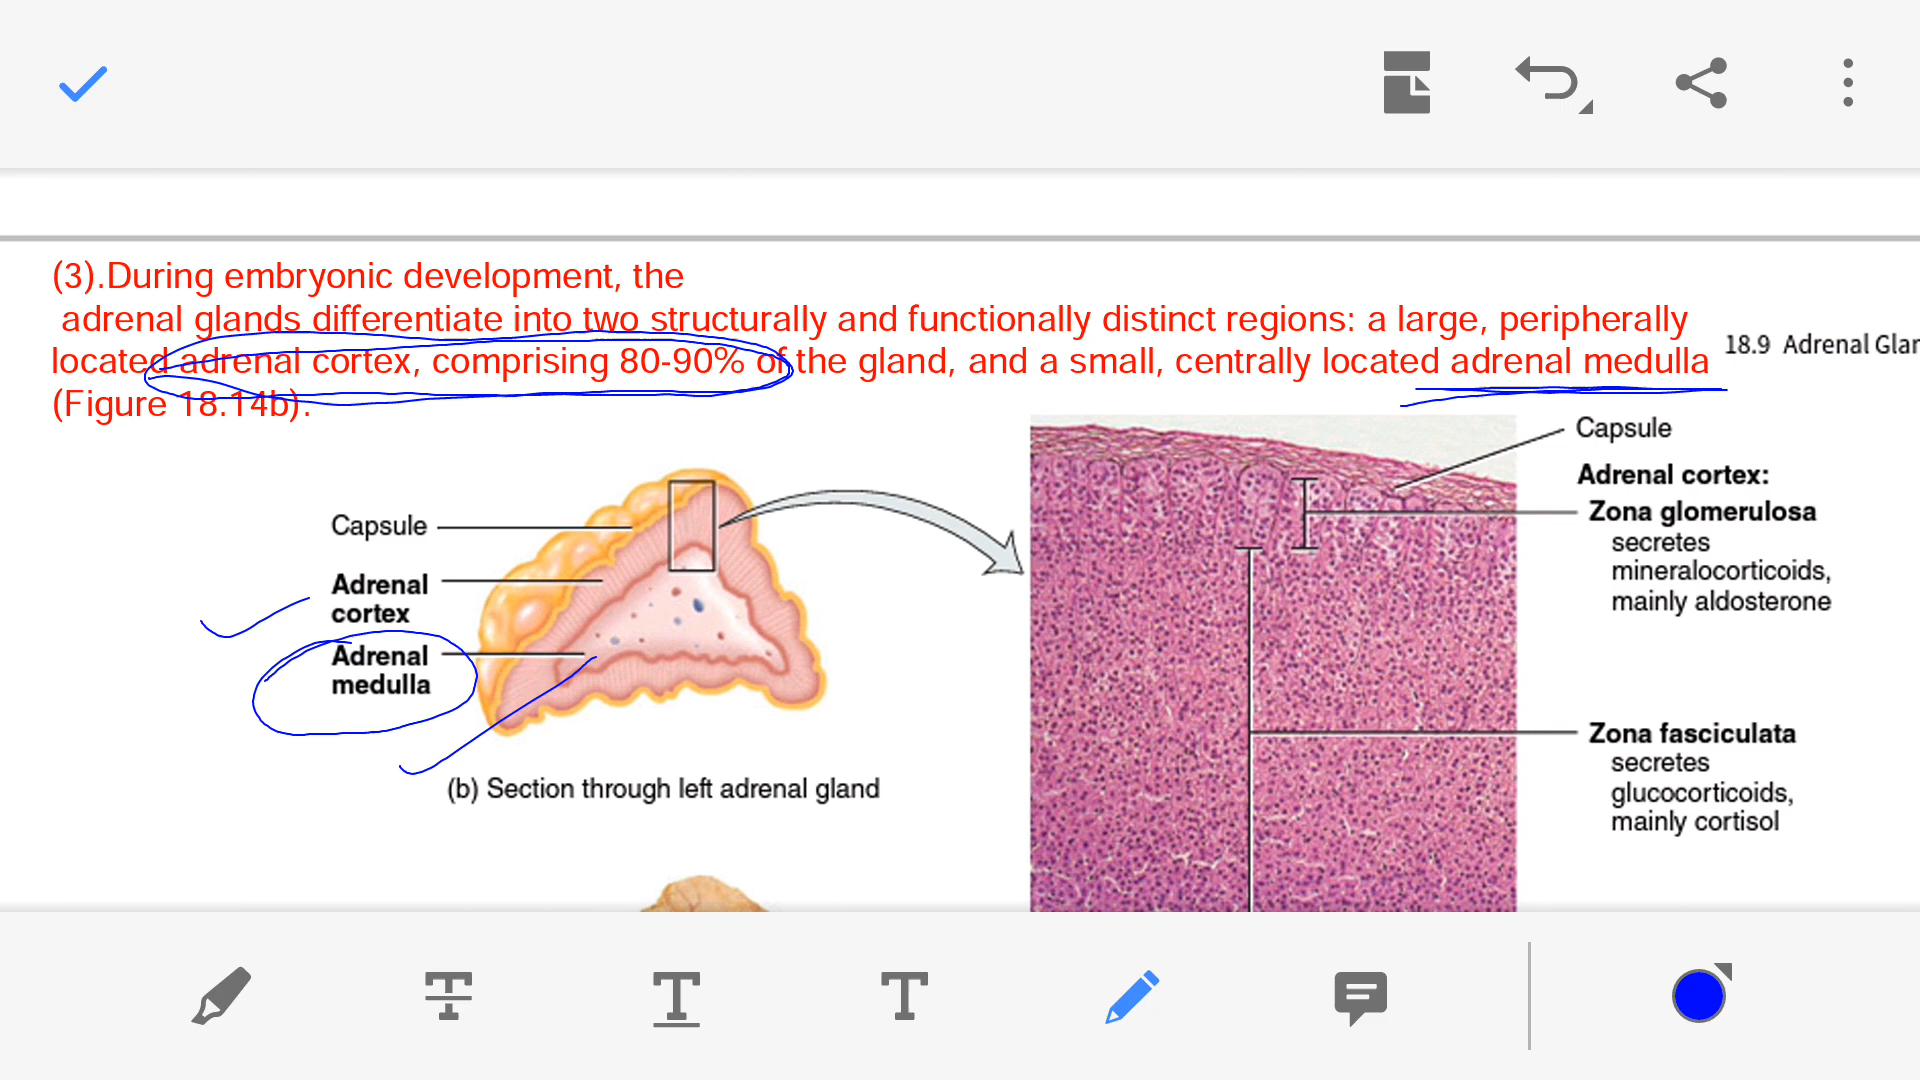 (3).During embryonic development, the
adrenal glands differentiate into two structurally and functionally distinct regions: a large, peripherally
located adrenal cortex, comprising 80-90% of the gland, and a small, centrally located adrenal medulla
(Figure 18.14b).
18.9 Adrenal Glan
Capsule
Adrenal
cortex
Adrenal
medulla
(b) Section through left adrenal gland
Capsule
Adrenal cortex:
Zona glomerulosa
secretes
mineralocorticoids,
mainly aldosterone
Zona fasciculata
secretes
glucocorticoids,
mainly cortisol